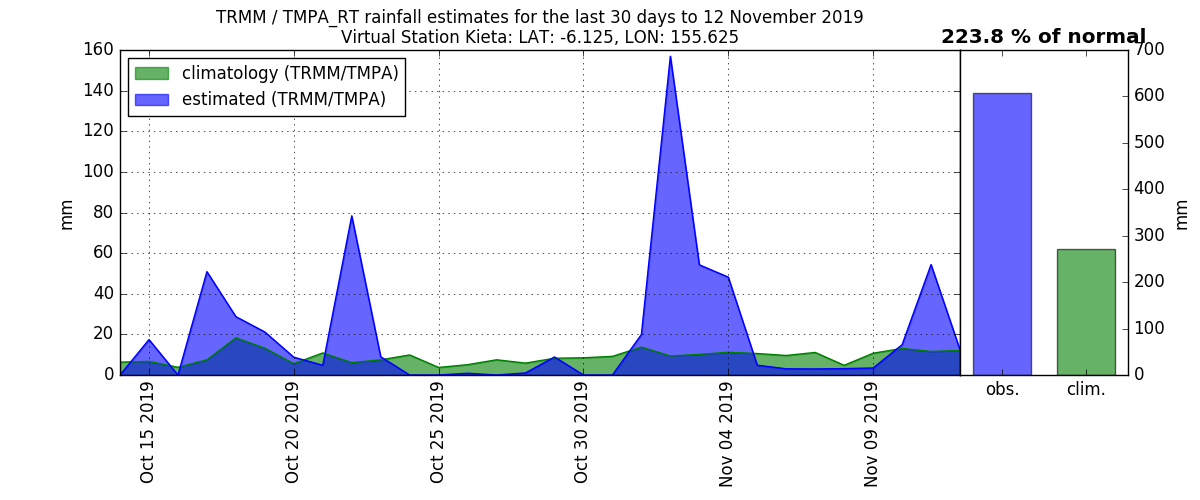 TRMM / TMPA_RT rainfall estimates for the last 30 days to 12 November 2019
Virtual Station Kieta: LAT: -6.125, LON: 155.625
223.8 % of normal
climatology (TRMM/TMPA)
estimated (TRMM/TMPA)
mm
160
140
120
100
80
60
40
20
0
Oct 15 2019
Oct 20 2019
Oct 25 2019
Oct 30 2019
Nov 04 2019
Nov 09 2019
700
600
500
400
300
200
100
0
mm
obs.
clim.